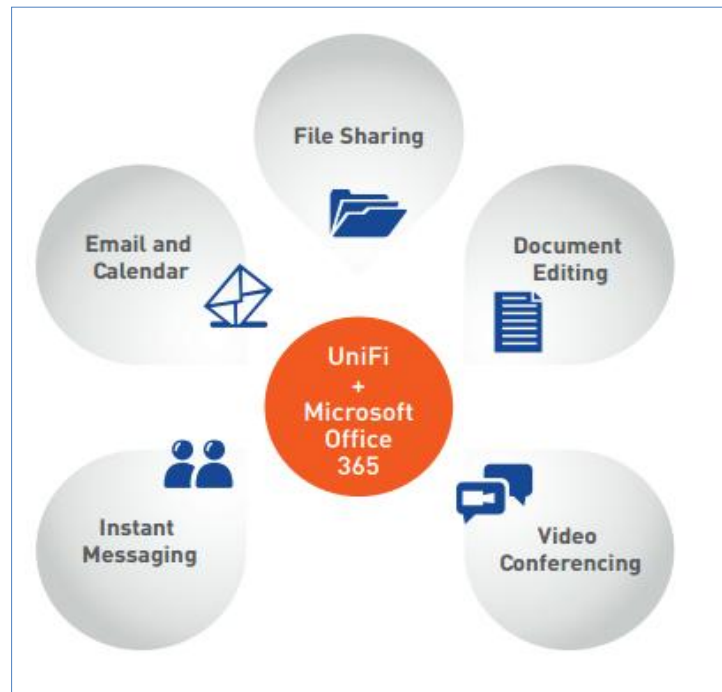 File Sharing
Email and
Calendar
Document
Editing
UniFi
+
Microsoft
Office
365
Instant
Messaging
Video
Conferencing